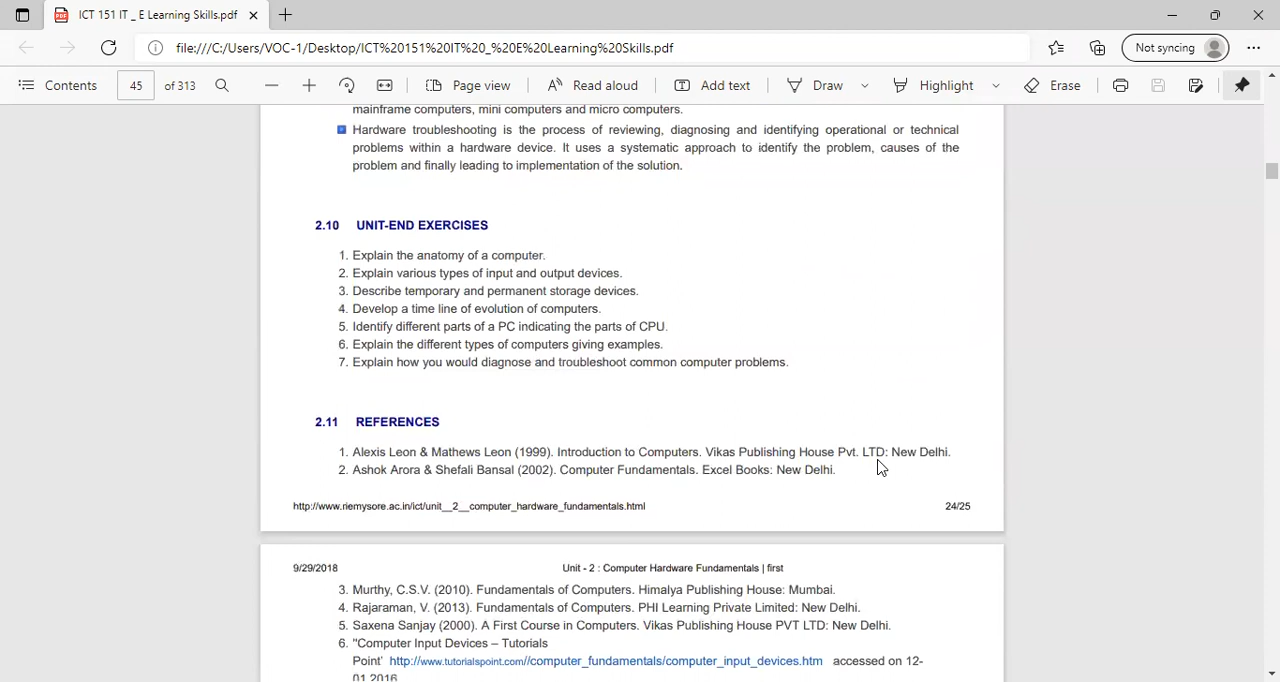 ICT 151 IT _ E Learning Skills.pdf
file:///C:/Users/VOC-1/Desktop/ICT%20151%20IT%20_%20E%20Learning%20Skills.pdf
Not syncing
Contents 45 of 313 Page view Read aloud Add text Draw Highlight Erase
mainframe computers, mini computers and micro computers.
Hardware troubleshooting is the process of reviewing, diagnosing and identifying operational or technical
problems within a hardware device. It uses a systematic approach to identify the problem, causes of the
problem and finally leading to implementation of the solution.
2.10 UNIT-END EXERCISES
1. Explain the anatomy of a computer.
2. Explain various types of input and output devices.
3. Describe temporary and permanent storage devices.
4. Develop a time line of evolution of computers.
5. Identify different parts of a PC indicating the parts of CPU.
6. Explain the different types of computers giving examples.
7. Explain how you would diagnose and troubleshoot common computer problems.
2.11 REFERENCES
1. Alexis Leon & Mathews Leon (1999). Introduction to Computers. Vikas Publishing House Pvt. LTD: New Delhi.
2. Ashok Arora & Shefali Bansal (2002). Computer Fundamentals. Excel Books: New Delhi.
http://www.riemysore.ac.in/ict/unit__2__computer_hardware_fundamentals.html 24/25
9/29/2018 Unit - 2 : Computer Hardware Fundamentals | first
3. Murthy, C.S.V. (2010). Fundamentals of Computers. Himalya Publishing House: Mumbai.
4. Rajaraman, V. (2013). Fundamentals of Computers. PHI Learning Private Limited: New Delhi.
5. Saxena Sanjay (2000). A First Course in Computers. Vikas Publishing House PVT LTD: New Delhi.
6. "Computer Input Devices – Tutorials
Point' http://www.tutorialspoint.com//computer_fundamentals/computer_input_devices.htm accessed on 12-
01.2016